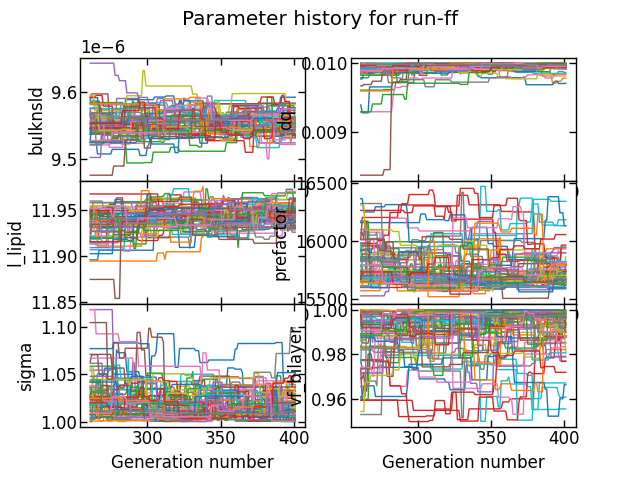 Parameter history for run-ff
1e−6
9.6
9.5
bulknsld
0.010
0.009
dq
11.95
11.90
11.85
l_lipid
16500
16000
15500
prefactor
1.10
1.05
1.00
sigma
1.00
0.98
0.96
vf_bilayer
300 350 400
300 350 400
Generation number
Generation number